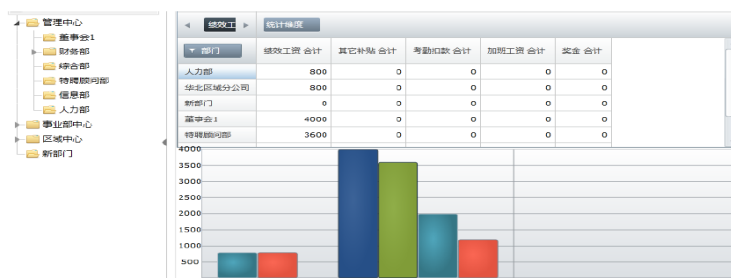 管理中心
董事会1
财务部
综合部
特聘顾问部
信息部
人力部
事业部中心
区域中心
新部门
绩效工
统计维度
部门 绩效工资 合计 其它补贴 合计 考勤扣款 合计 加班工资 合计 奖金 合计
人力部 800 0 0 0 0
华北区域分公司 800 0 0 0 0
新部门 0 0 0 0 0
董事会1 4000 0 0 0 0
特聘顾问部 3600 0 0 0 0
4000
3500
3000
2500
2000
1500
1000
500